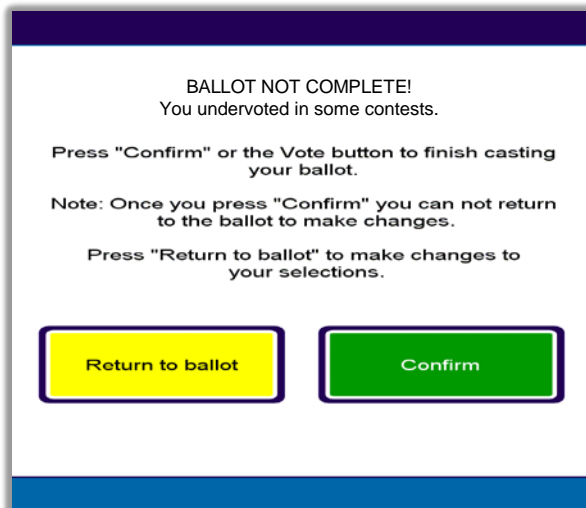 BALLOT NOT COMPLETE!
You undervoted in some contests.
Press "Confirm" or the Vote button to finish casting
your ballot.
Note: Once you press "Confirm" you can not return
to the ballot to make changes.
Press "Return to ballot" to make changes to
your selections.
Return to ballot
Confirm